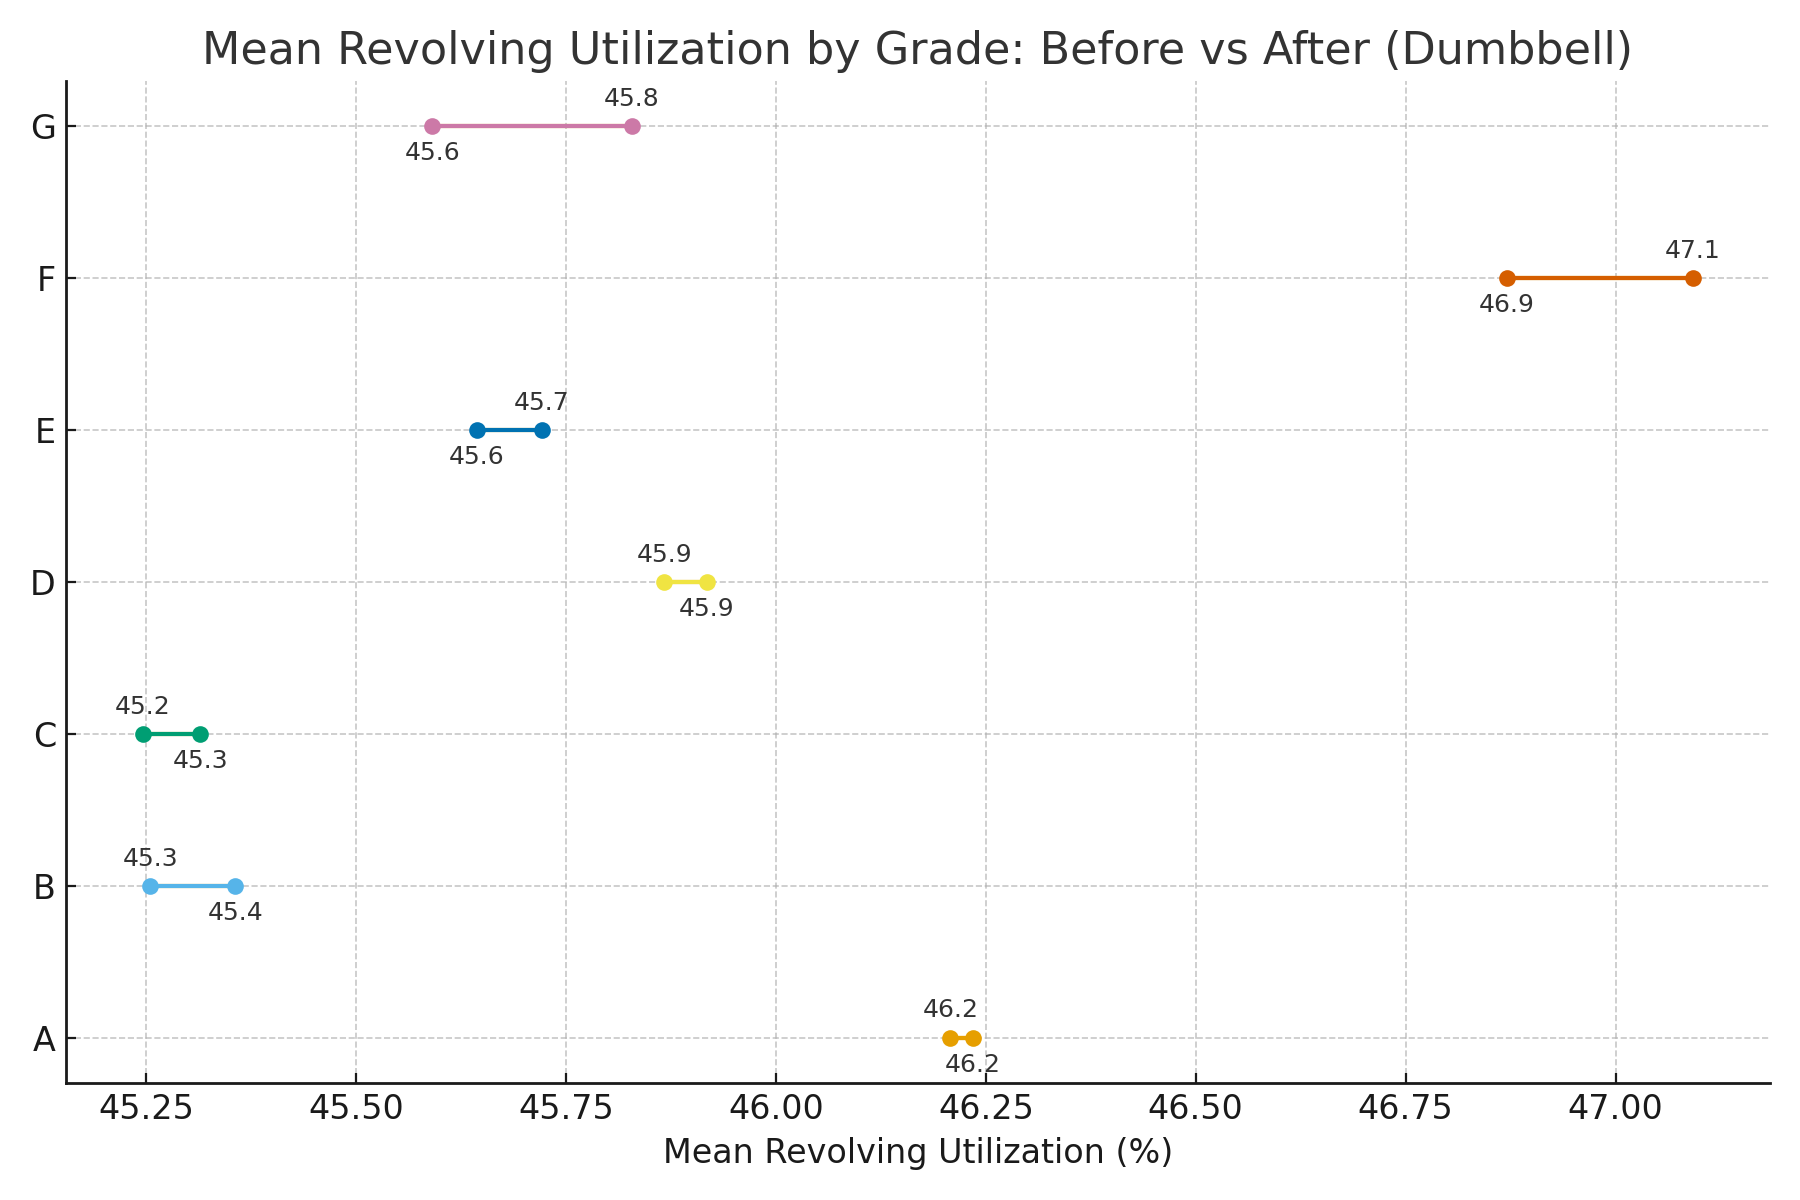 Mean Revolving Utilization by Grade: Before vs After (Dumbbell)
G
45.8
45.6
F
47.1
46.9
E
45.7
45.6
D
45.9
45.9
C
45.2
45.3
B
45.3
45.4
A
46.2
46.2
45.25 45.50 45.75 46.00 46.25 46.50 46.75 47.00
Mean Revolving Utilization (%)